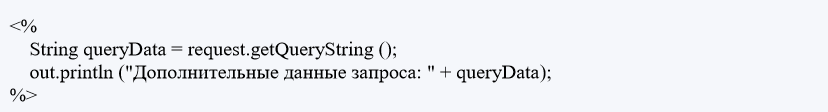 <%
String queryData = request.getQueryString ();
out.println ("Дополнительные данные запроса: " + queryData);
%>